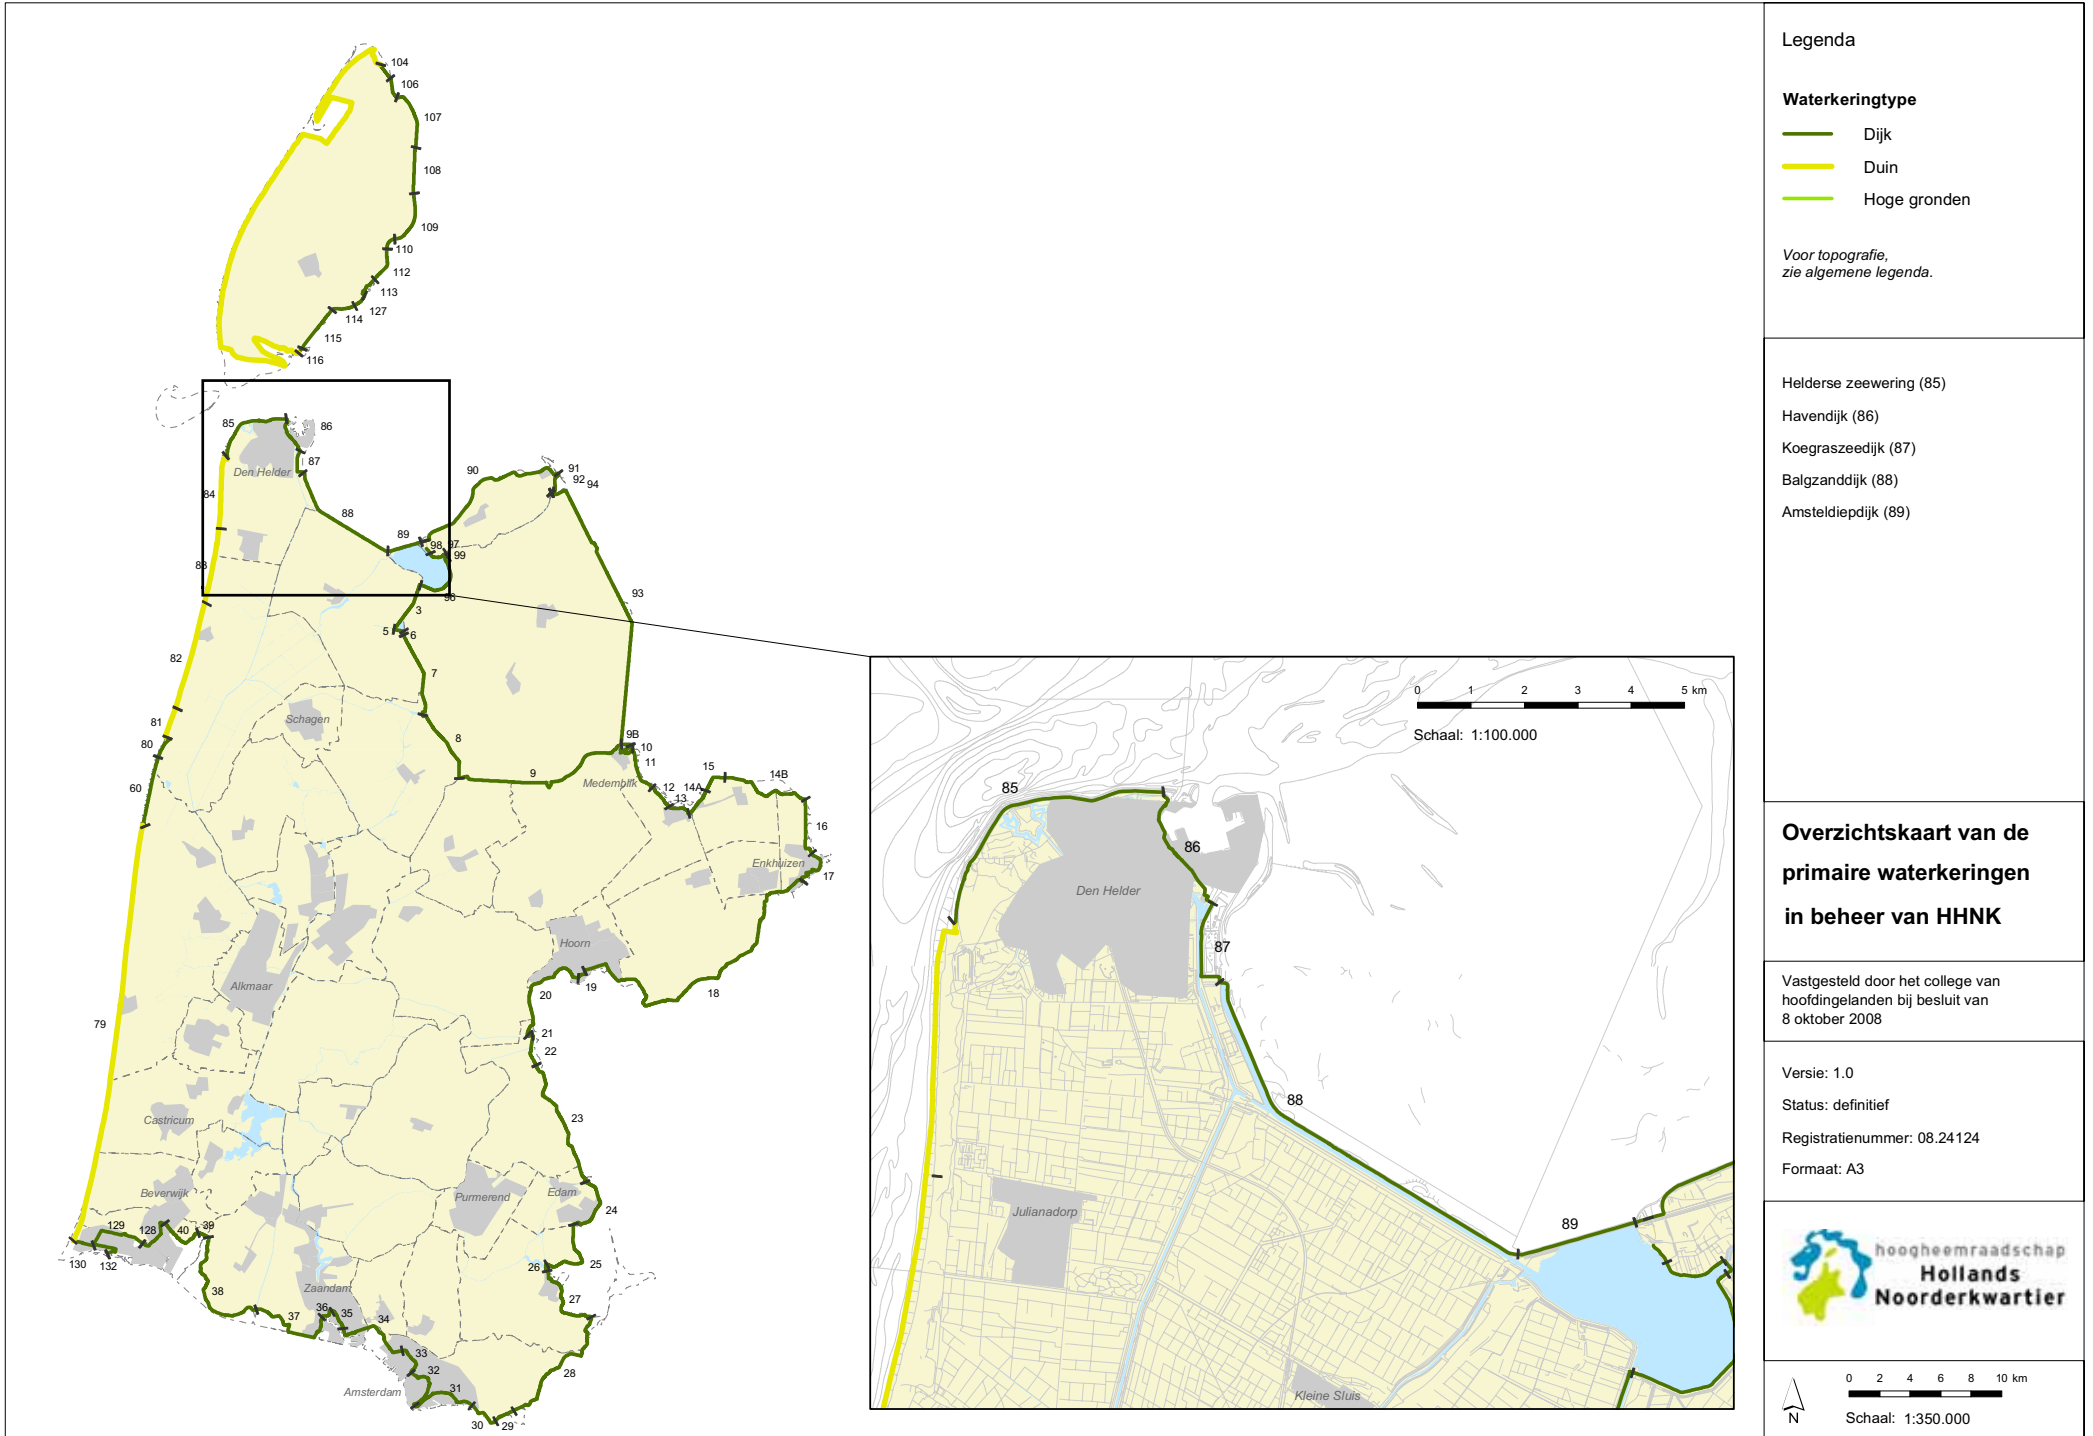 104
106
107
108
109
110
112
113
127
114
115
116
85
86
Den Helder
87
84
88
83
89
90
91
92
94
98
97
99
96
93
3
5
6
7
82
81
80
60
Schagen
8
9
9B
10
11
Medemblik
12
13
14A
15
14B
16
Enkhuizen
17
Hoorn
18
19
20
21
22
Alkmaar
79
23
Castricum
Beverwijk
Purmerend
Edam
24
25
26
27
129
128
40
39
130
132
38
Zaandam
36
35
37
34
33
32
31
Amsterdam
28
30
29
0 1 2 3 4 5 km
Schaal: 1:100.000
85
86
Den Helder
87
88
Julianadorp
89
Kleine Sluis
Legenda
Waterkeringtype
Dijk
Duin
Hoge gronden
Voor topografie,
zie algemene legenda.
Helderse zeewering (85)
Havendijk (86)
Koegraszeedijk (87)
Balgzanddijk (88)
Amsteldiepdijk (89)
Overzichtskaart van de
primaire waterkeringen
in beheer van HHNK
Vastgesteld door het college van
hoofdingelanden bij besluit van
8 oktober 2008
Versie: 1.0
Status: definitief
Registratienummer: 08.24124
Formaat: A3
hoogheemraadschap
Hollands
Noorderkwartier
N
0 2 4 6 8 10 km
Schaal: 1:350.000